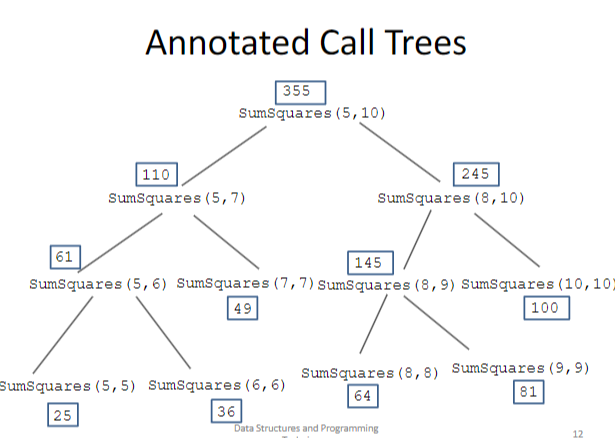 Annotated Call Trees
355
SumSquares(5,10)
110
245
SumSquares(5,7)
SumSquares(8,10)
61
145
SumSquares(5,6) SumSquares(7,7) SumSquares(8,9) SumSquares(10,10)
49
100
SumSquares(5,5) SumSquares(6,6) SumSquares(8,8) SumSquares(9,9)
25
36
64
81
Data Structures and Programming
12